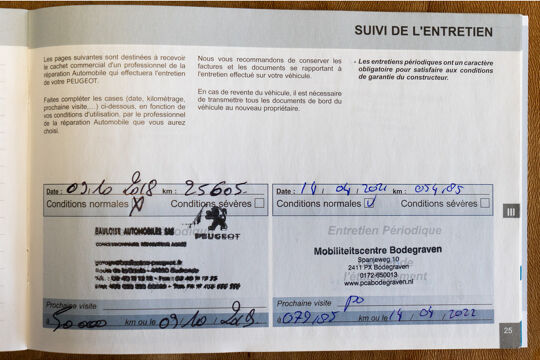 SUIVI DE L'ENTRETIEN
Les pages suivantes sont destinées à recevoir
le cachet commercial d'un professionnel de la
réparation Automobile qui effectuera l'entretien
de votre PEUGEOT.
Faites compléter les cases (date, kilométrage,
prochaine visite,...) ci-dessous, en fonction de
vos conditions d'utilisation, par le professionnel
de la réparation Automobile que vous aurez
choisi.
Nous vous recommandons de conserver les
factures et les documents se rapportant à
l'entretien effectué sur votre véhicule.
En cas de revente du véhicule, il est nécessaire
de transmettre tous les documents de bord du
véhicule au nouveau propriétaire.
- Les entretiens périodiques ont un caractère
obligatoire pour satisfaire aux conditions
de garantie du constructeur.
Date : 09.10 2018 km : 25605
Conditions normales X Conditions sévères
BAULOISE AUTOMOBILES SAS
PEUGEOT
Prochaine visite
à 50000 km ou le 09.10.2019
Date : 14 / 04 / 2021 km : 054,85
Conditions normales Conditions sévères
Entretien Périodique
Mobiliteitscentre Bodegraven
Spanjeweg 10
2411 PX Bodegraven
0172-650013
www.pcabodegraven.nl
Prochaine visite
à 079,85 km ou le 14 / 04 / 2022
III
25